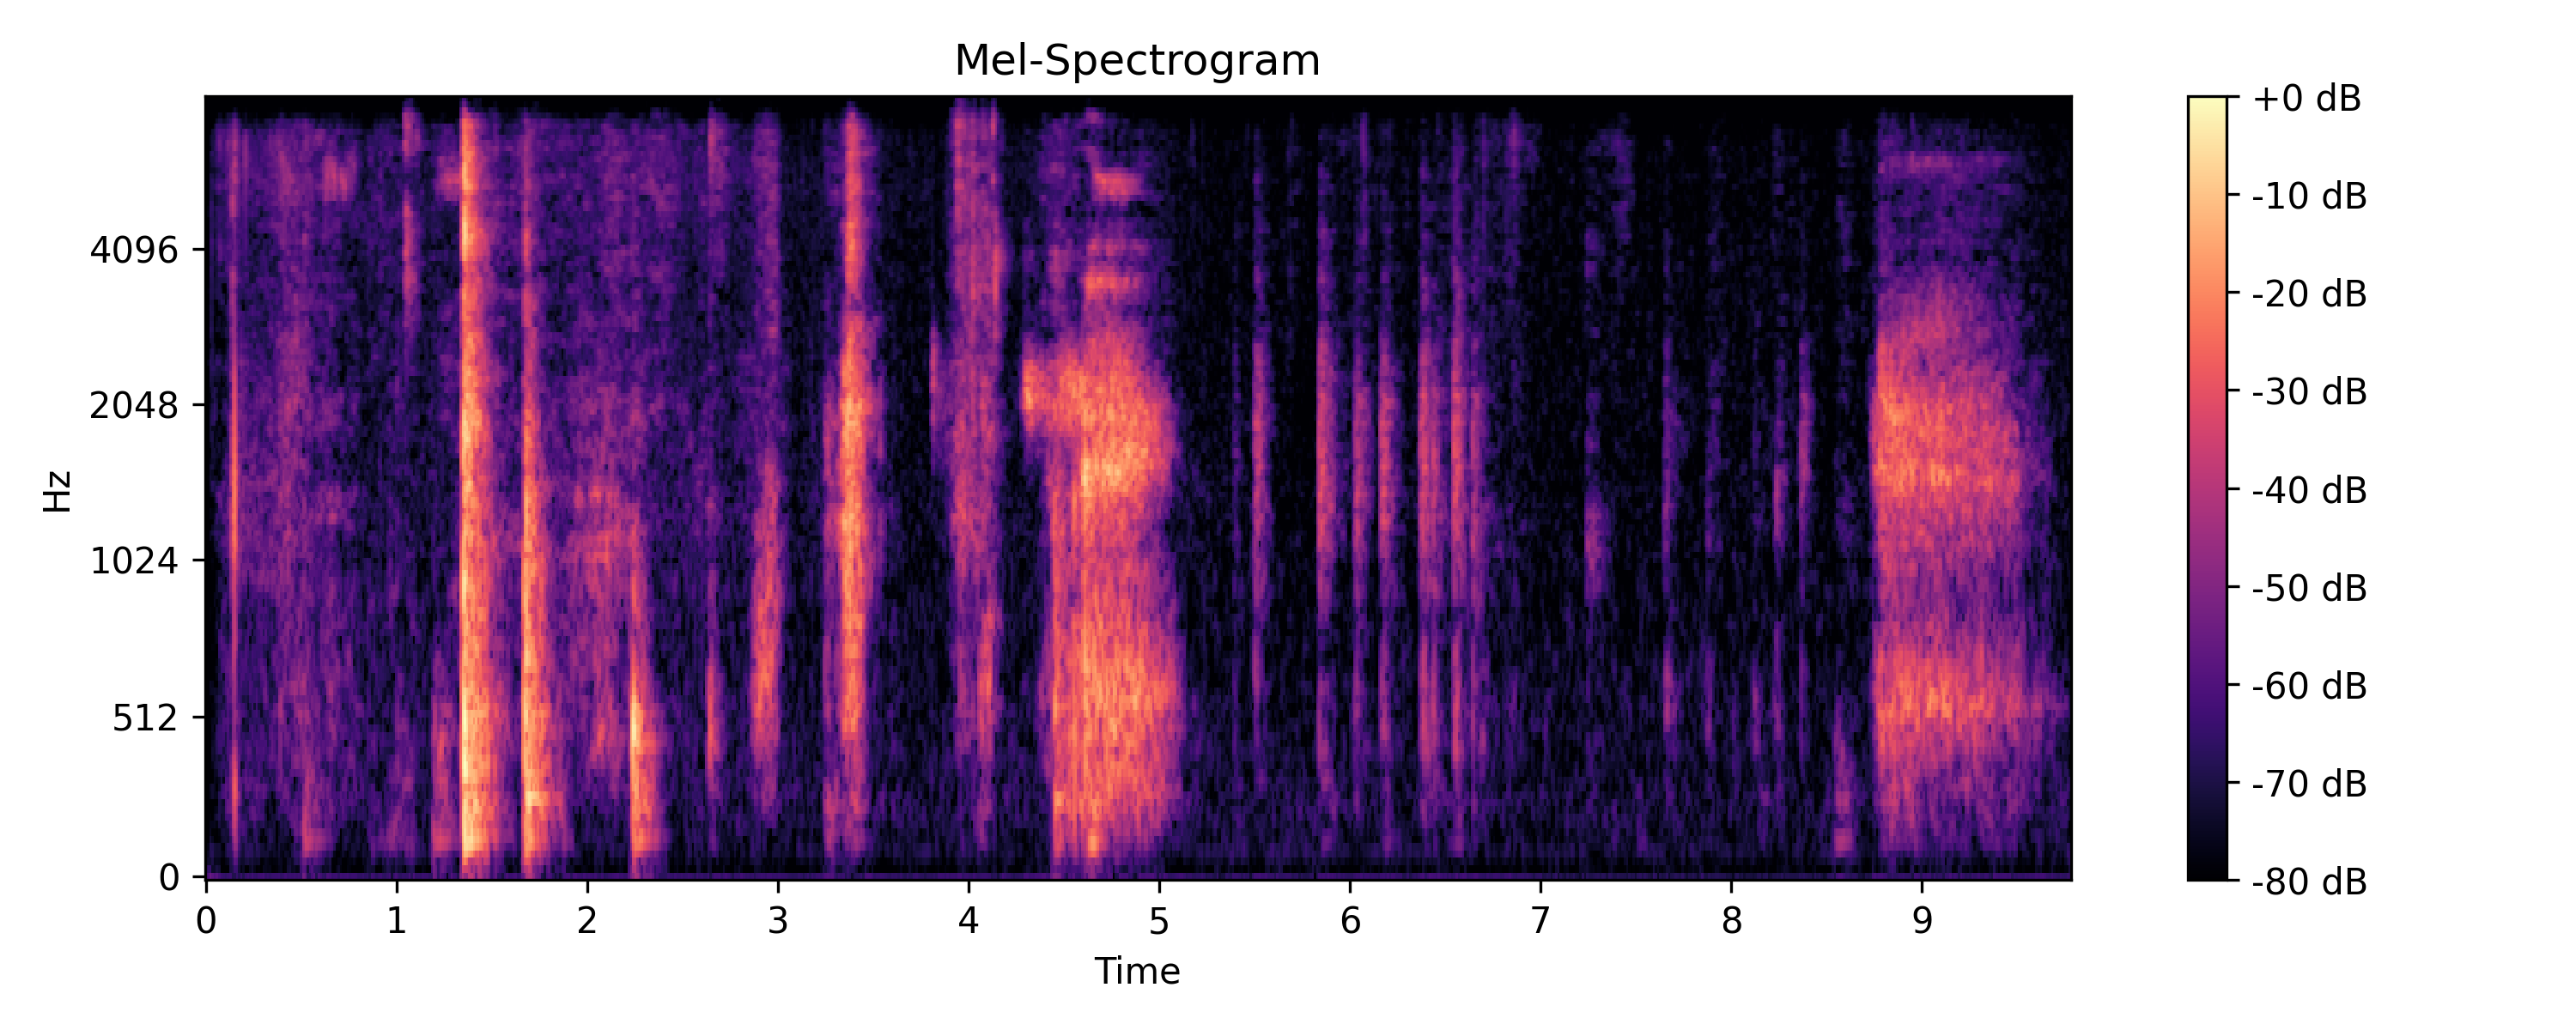 Mel-Spectrogram
+0 dB
-10 dB
-20 dB
-30 dB
-40 dB
-50 dB
-60 dB
-70 dB
-80 dB
Hz
4096
2048
1024
512
0
0 1 2 3 4 5 6 7 8 9
Time